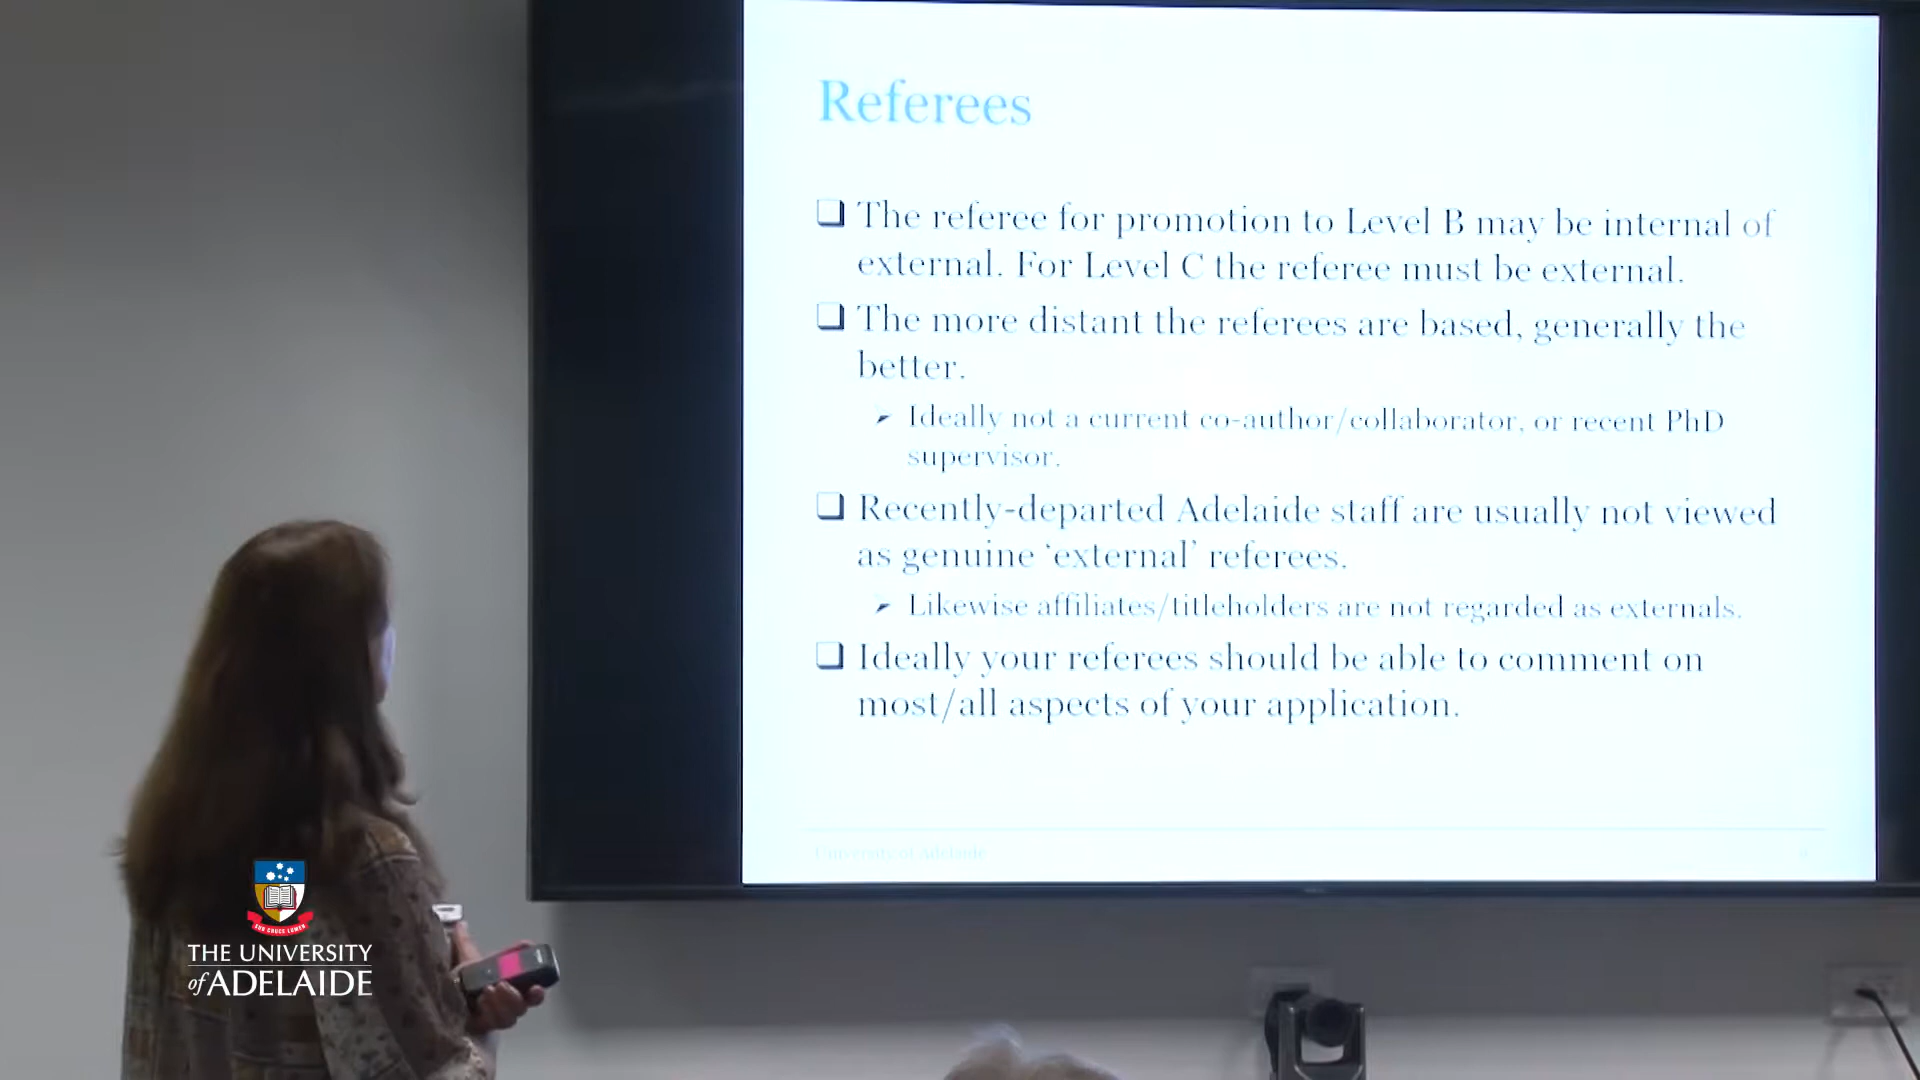 Referees
❑ The referee for promotion to Level B may be internal of
external. For Level C the referee must be external.
❑ The more distant the referees are based, generally the
better.
➢ Ideally not a current co-author/collaborator, or recent PhD
supervisor.
❑ Recently-departed Adelaide staff are usually not viewed
as genuine ‘external’ referees.
➢ Likewise affiliates/titleholders are not regarded as externals.
❑ Ideally your referees should be able to comment on
most/all aspects of your application.
University of Adelaide
SUB CRUCE LUMEN
THE UNIVERSITY
of ADELAIDE